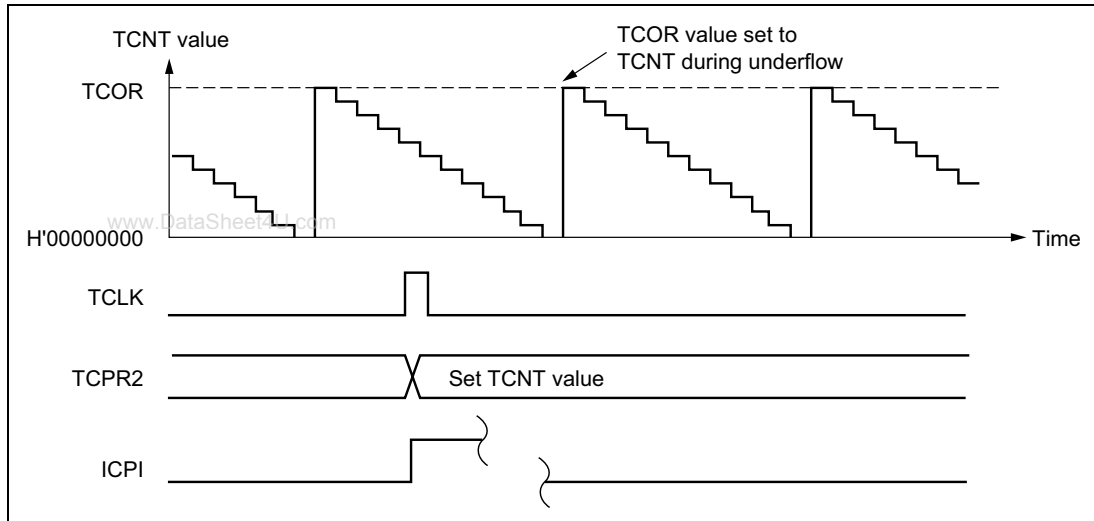 TCNT value
TCOR value set to
TCNT during underflow
TCOR
www.DataSheet4U.com
H'00000000
Time
TCLK
TCPR2
Set TCNT value
ICPI